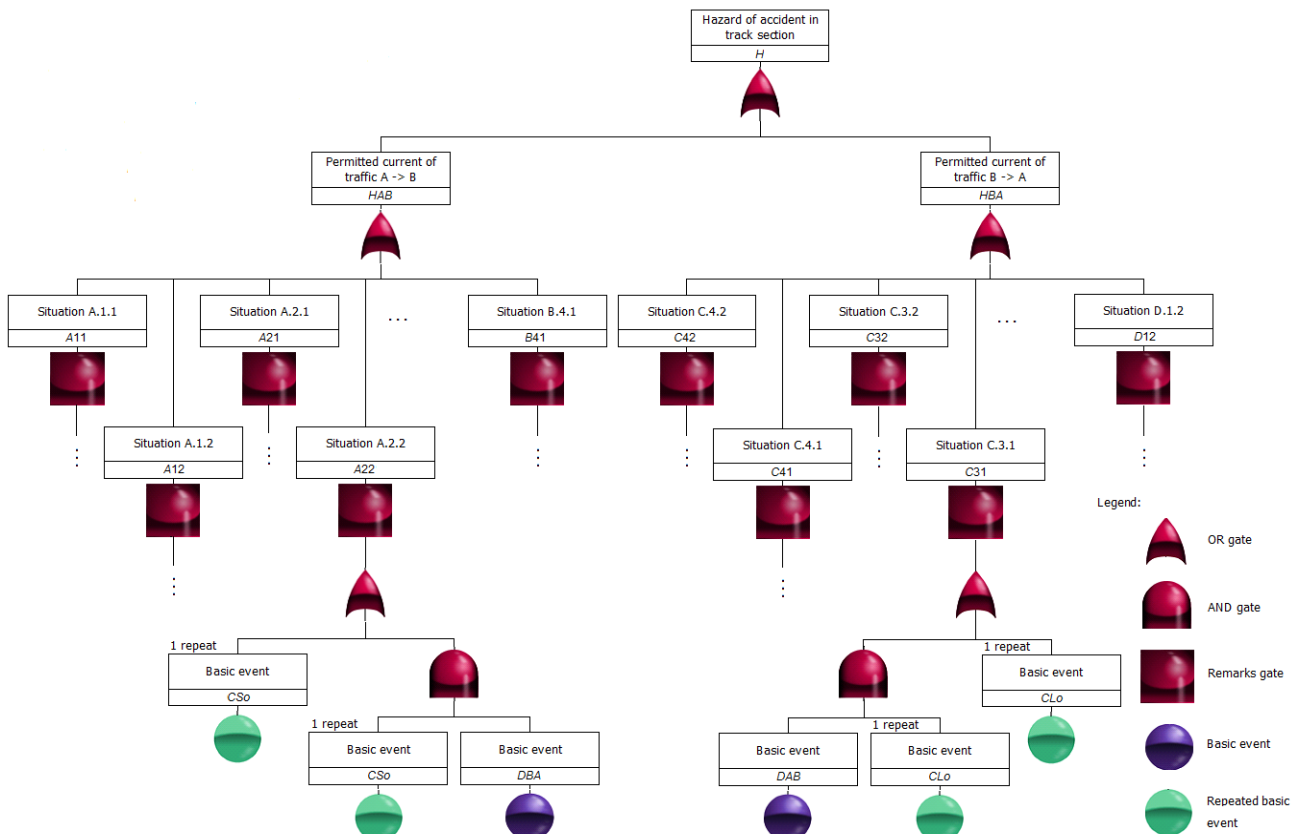 Hazard of accident in
track section
H
Permitted current of
traffic A -> B
HAB
Permitted current of
traffic B -> A
HBA
Situation A.1.1
A11
Situation A.2.1
A21
...
Situation B.4.1
B41
Situation C.4.2
C42
Situation C.3.2
C32
...
Situation D.1.2
D12
Situation A.1.2
A12
Situation A.2.2
A22
Situation C.4.1
C41
Situation C.3.1
C31
Legend:
OR gate
AND gate
Remarks gate
Basic event
Repeated basic
event
1 repeat
Basic event
CSo
1 repeat
Basic event
CSo
Basic event
DBA
1 repeat
Basic event
CLo
Basic event
DAB
1 repeat
Basic event
CLo